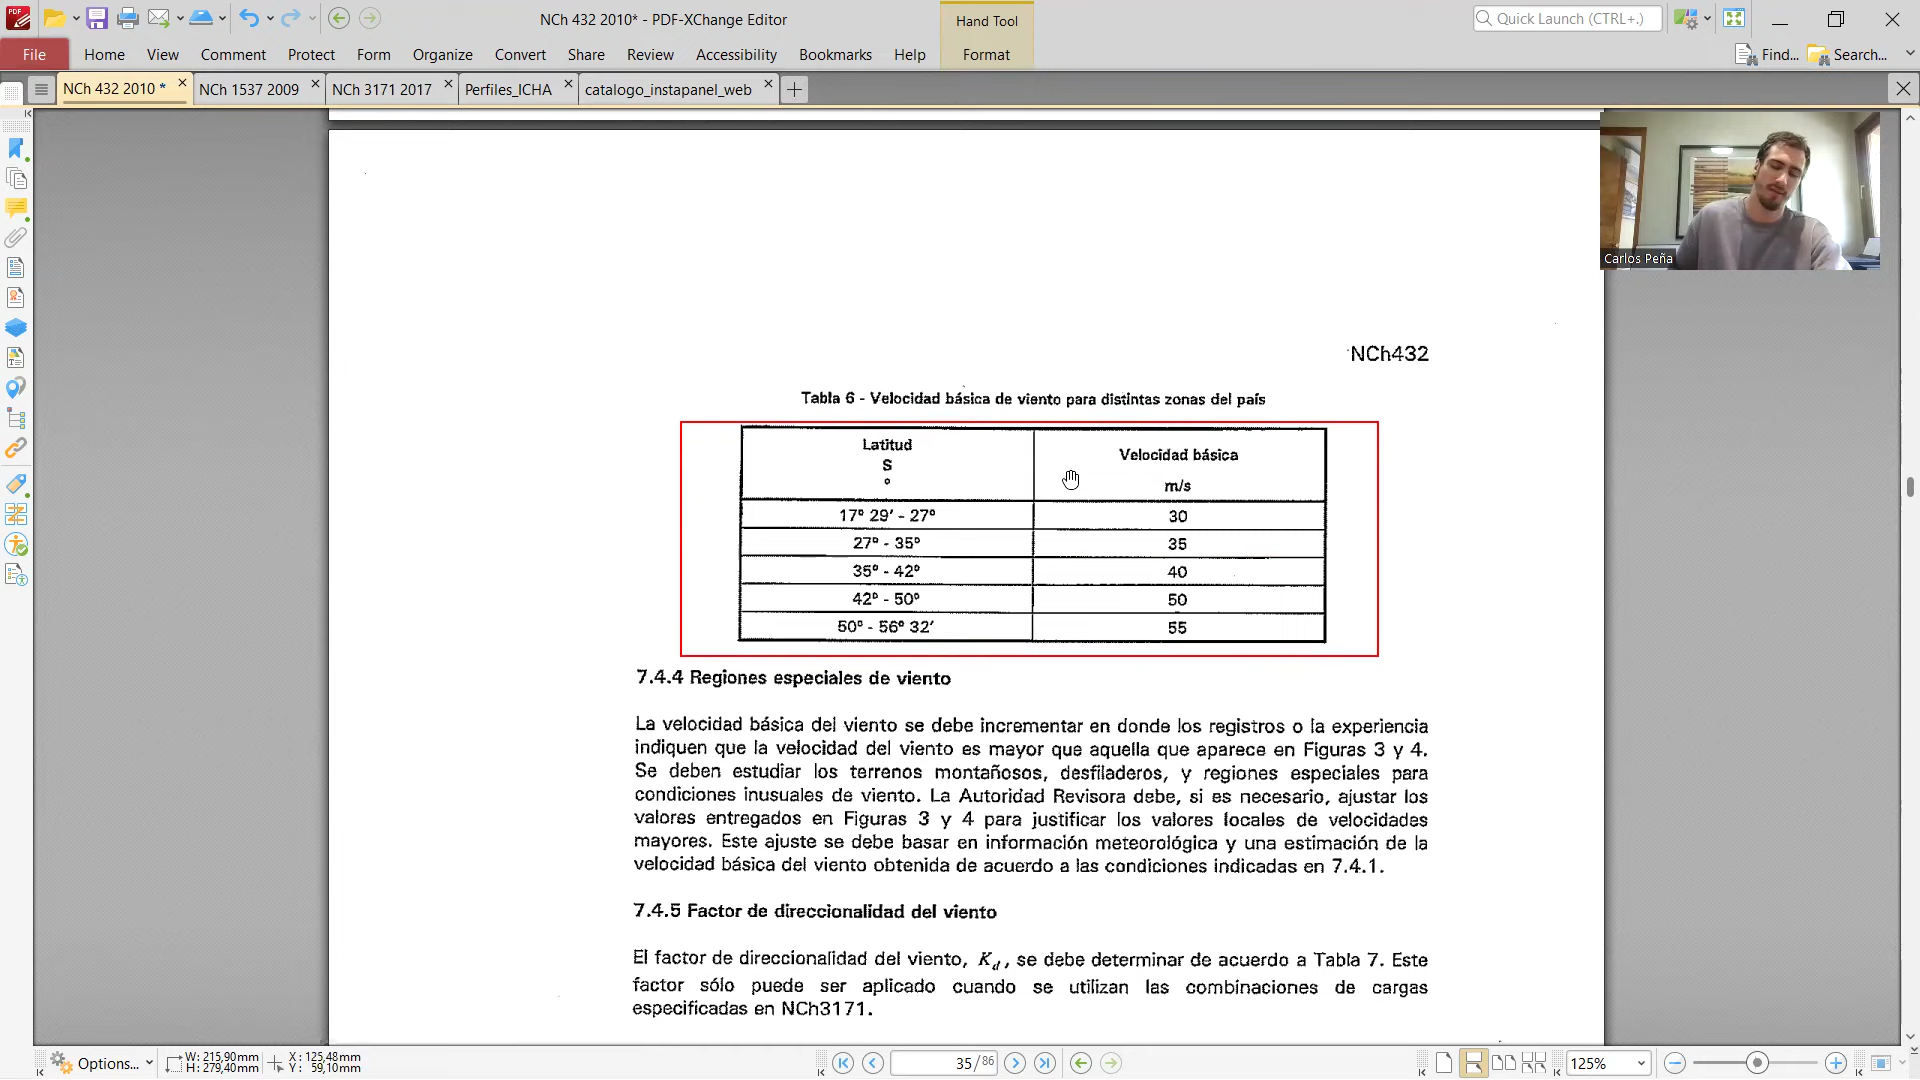 NCh 432 2010* - PDF-XChange Editor
Hand Tool
Quick Launch (CTRL+.)
File
Home
View
Comment
Protect
Form
Organize
Convert
Share
Review
Accessibility
Bookmarks
Help
Format
Find...
Search...
NCh 432 2010 *
NCh 1537 2009
NCh 3171 2017
Perfiles_ICHA
catalogo_instapanel_web
Carlos Peña
NCh432
Tabla 6 - Velocidad básica de viento para distintas zonas del país
Latitud
S
°
Velocidad básica
m/s
17° 29' - 27° 30
27° - 35° 35
35° - 42° 40
42° - 50° 50
50° - 56° 32' 55
7.4.4 Regiones especiales de viento
La velocidad básica del viento se debe incrementar en donde los registros o la experiencia
indiquen que la velocidad del viento es mayor que aquella que aparece en Figuras 3 y 4.
Se deben estudiar los terrenos montañosos, desfiladeros, y regiones especiales para
condiciones inusuales de viento. La Autoridad Revisora debe, si es necesario, ajustar los
valores entregados en Figuras 3 y 4 para justificar los valores locales de velocidades
mayores. Este ajuste se debe basar en información meteorológica y una estimación de la
velocidad básica del viento obtenida de acuerdo a las condiciones indicadas en 7.4.1.
7.4.5 Factor de direccionalidad del viento
El factor de direccionalidad del viento, Kd, se debe determinar de acuerdo a Tabla 7. Este
factor sólo puede ser aplicado cuando se utilizan las combinaciones de cargas
especificadas en NCh3171.
Options...
W: 215,90mm
H: 279,40mm
X: 125,48mm
Y: 59,10mm
35 / 86
125%